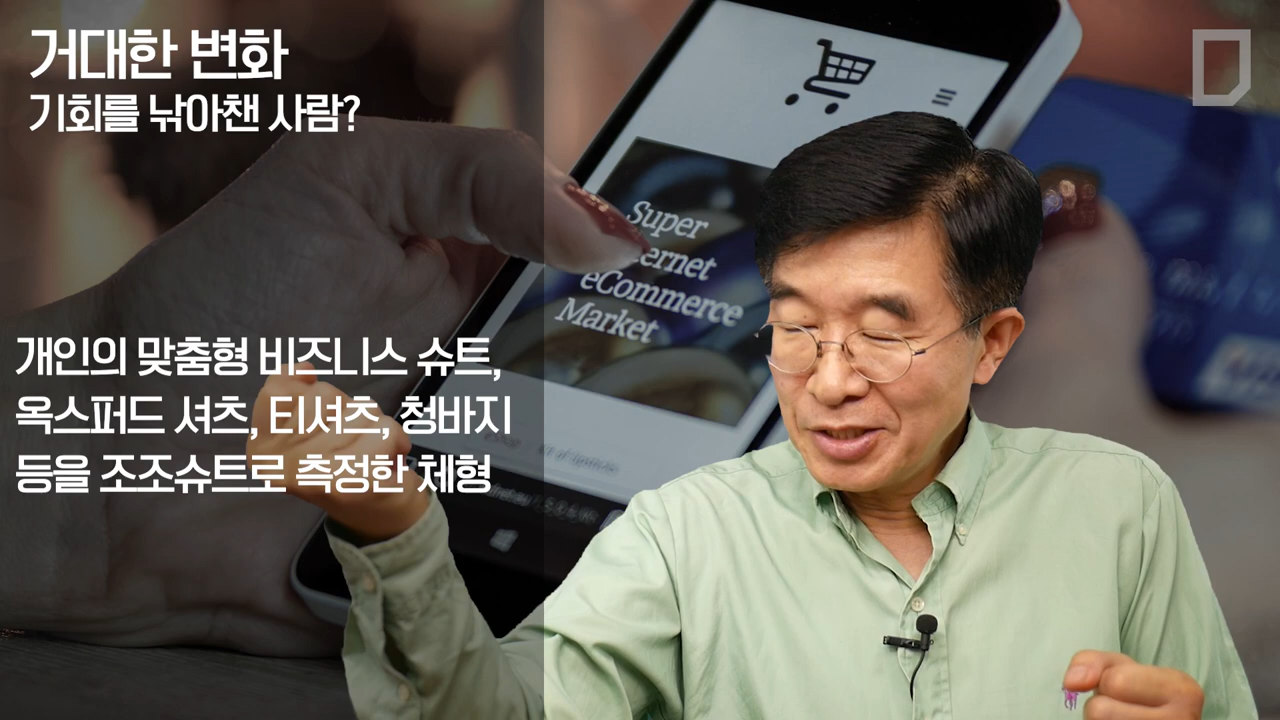 거대한 변화
기회를 낚아챈 사람?
Super
eCommerce
Market
개인의 맞춤형 비즈니스 슈트,
옥스퍼드 셔츠, 티셔츠, 청바지
등을 조조슈트로 측정한 체형